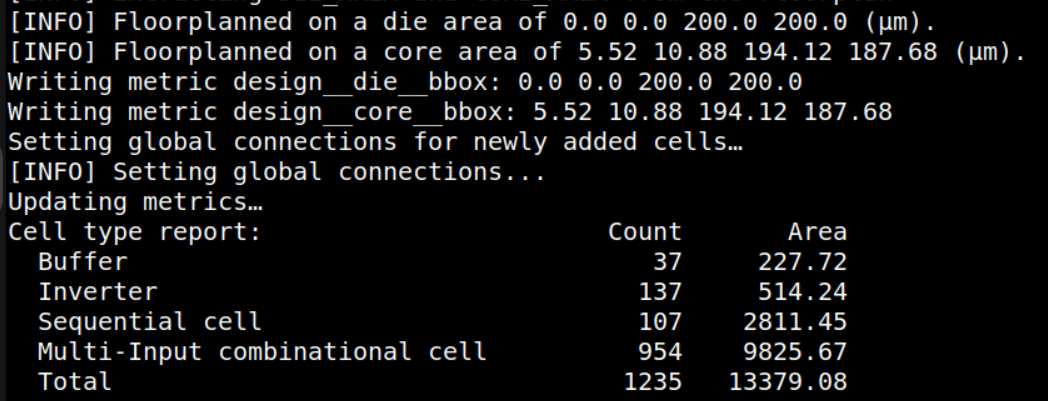 [INFO] Floorplanned on a die area of 0.0 0.0 200.0 200.0 (µm).
[INFO] Floorplanned on a core area of 5.52 10.88 194.12 187.68 (µm).
Writing metric design__die__bbox: 0.0 0.0 200.0 200.0
Writing metric design__core__bbox: 5.52 10.88 194.12 187.68
Setting global connections for newly added cells…
[INFO] Setting global connections...
Updating metrics…
Cell type report: Count Area
Buffer 37 227.72
Inverter 137 514.24
Sequential cell 107 2811.45
Multi-Input combinational cell 954 9825.67
Total 1235 13379.08